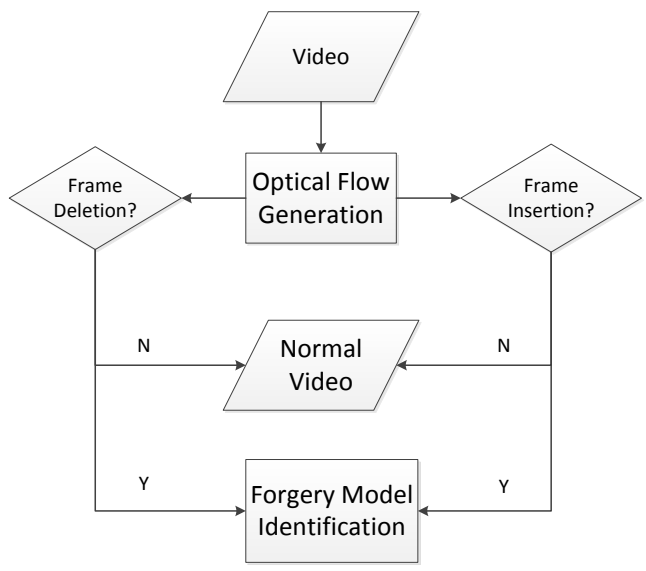 Video
Frame
Deletion?
Optical Flow
Generation
Frame
Insertion?
N
Normal
Video
N
Y
Forgery Model
Identification
Y